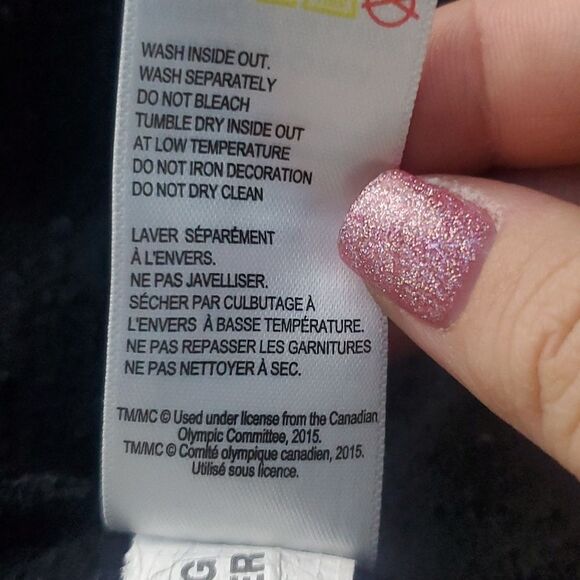 WASH INSIDE OUT.
WASH SEPARATELY
DO NOT BLEACH
TUMBLE DRY INSIDE OUT
AT LOW TEMPERATURE
DO NOT IRON DECORATION
DO NOT DRY CLEAN
LAVER SÉPARÉMENT
À L'ENVERS.
NE PAS JAVELLISER.
SÉCHER PAR CULBUTAGE À
L'ENVERS À BASSE TEMPÉRATURE.
NE PAS REPASSER LES GARNITURES
NE PAS NETTOYER À SEC.
TM/MC © Used under license from the Canadian
Olympic Committee, 2015.
TM/MC © Comité olympique canadien, 2015.
Utilisé sous licence.
G
ER